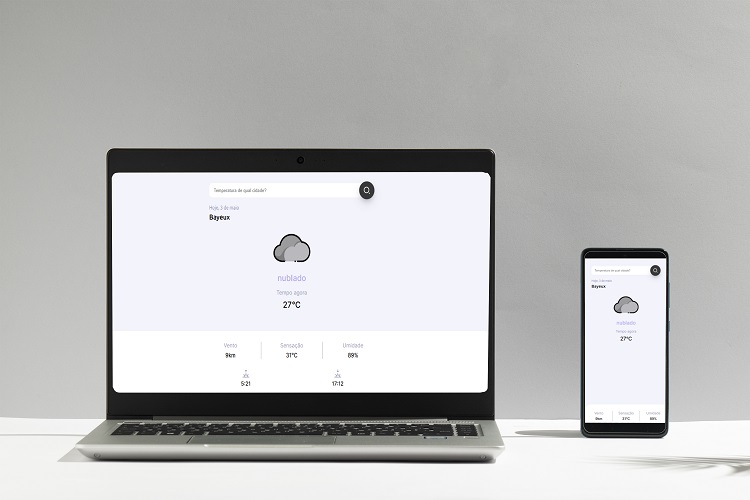 Temperatura de qual cidade?
Hoje, 3 de maio
Bayeux
nublado
Tempo agora
27°C
Vento Sensação Umidade
9km 31°C 89%
5:21 17:12
Temperatura de qual cidade?
Hoje, 3 de maio
Bayeux
nublado
Tempo agora
27°C
Vento Sensação Umidade
9km 31°C 89%